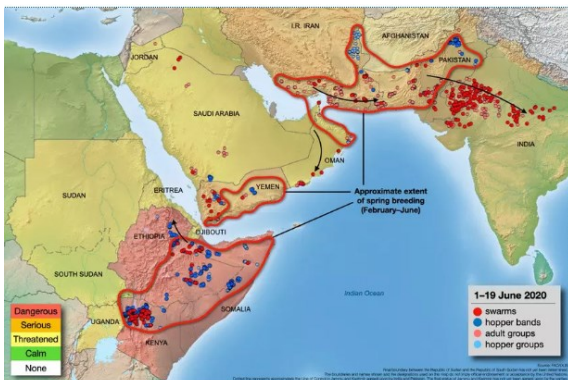 I.R. IRAN
AFGHANISTAN
JORDAN
PAKISTAN
SAUDI ARABIA
OMAN
INDIA
SUDAN
ERITREA
YEMEN
Approximate extent
of spring breeding
(February–June)
ETHIOPIA
DJIBOUTI
SOUTH SUDAN
SOMALIA
Indian Ocean
UGANDA
KENYA
Dangerous
Serious
Threatened
Calm
None
1–19 June 2020
swarms
hopper bands
adult groups
hopper groups